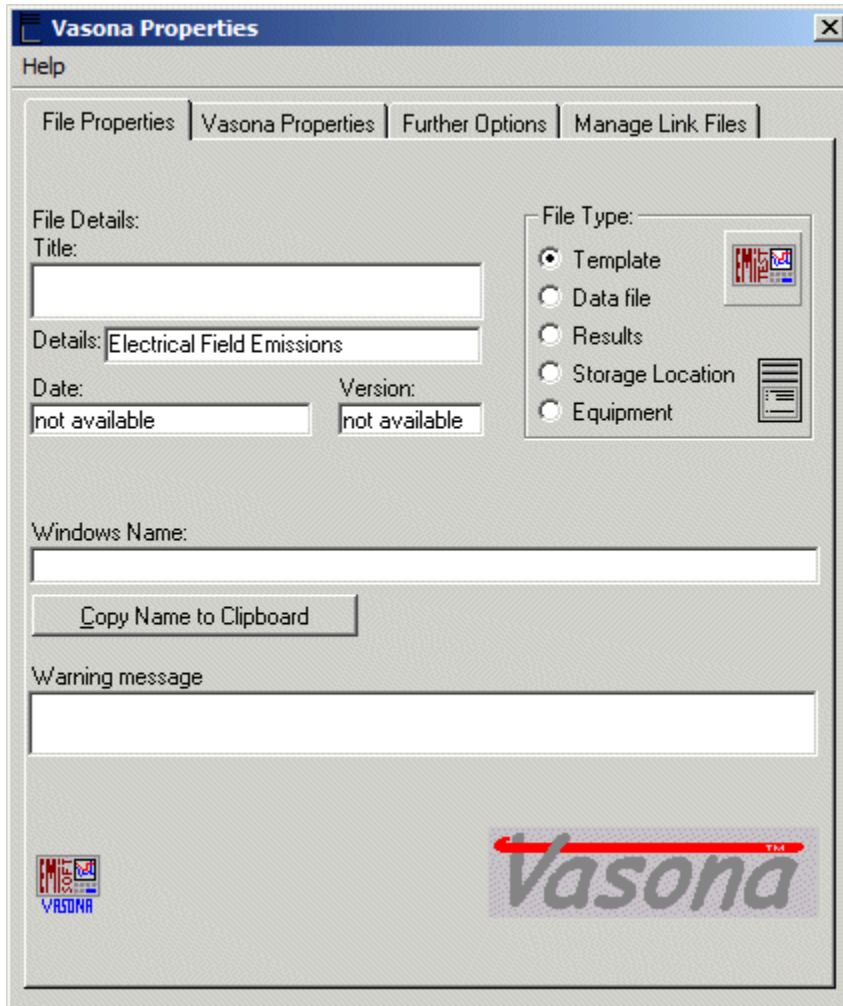 Vasona Properties
Help
File Properties
Vasona Properties
Further Options
Manage Link Files
File Details:
Title:
File Type:
Template
Data file
Results
Storage Location
Equipment
EMiSOFT
Details: Electrical Field Emissions
Date:
Version:
not available
not available
Windows Name:
Copy Name to Clipboard
Warning message
EMiSOFT
VASONA
Vasona TM